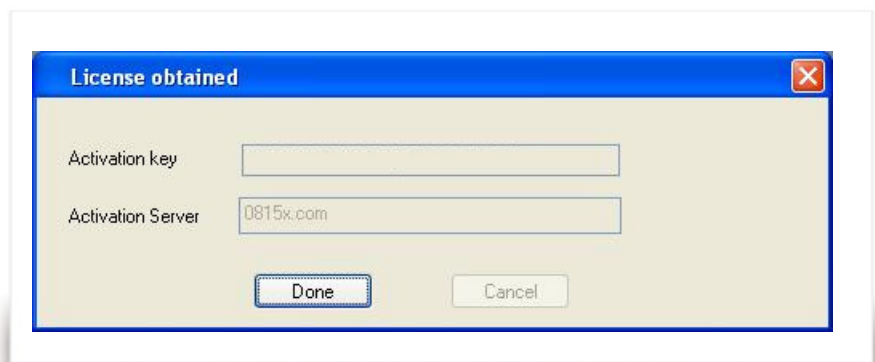 License obtained
Activation key
Activation Server 0815x.com
Done Cancel